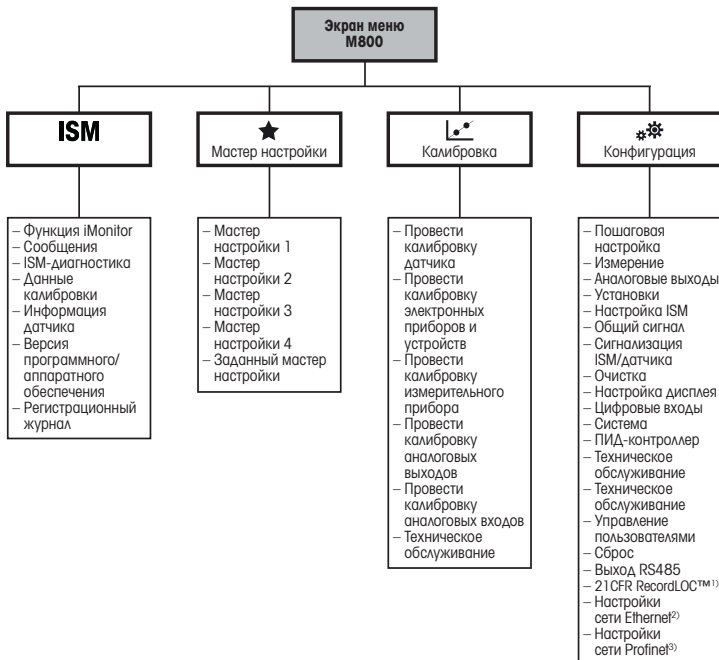 Экран меню
M800
ISM
Мастер настройки
Калибровка
Конфигурация
– Функция iMonitor
– Сообщения
– ISM-диагностика
– Данные
калибровки
– Информация
датчика
– Версия
программного/
аппаратного
обеспечения
– Регистрационный
журнал
– Мастер
настройки 1
– Мастер
настройки 2
– Мастер
настройки 3
– Мастер
настройки 4
– Заданный мастер
настройки
– Провести
калибровку
датчика
– Провести
калибровку
электронных
приборов и
устройств
– Провести
калибровку
измерительного
прибора
– Провести
калибровку
аналоговых
выходов
– Провести
калибровку
аналоговых входов
– Техническое
обслуживание
– Пошаговая
настройка
– Измерение
– Аналоговые выходы
– Установки
– Настройка ISM
– Общий сигнал
– Сигнализация
ISM/датчика
– Очистка
– Настройка дисплея
– Цифровые входы
– Система
– ПИД-контроллер
– Техническое
обслуживание
– Техническое
обслуживание
– Управление
пользователями
– Сброс
– Выход RS485
– 21CFR RecordLOC™1)
– Настройки
сети Ethernet2)
– Настройки
сети Profinet3)